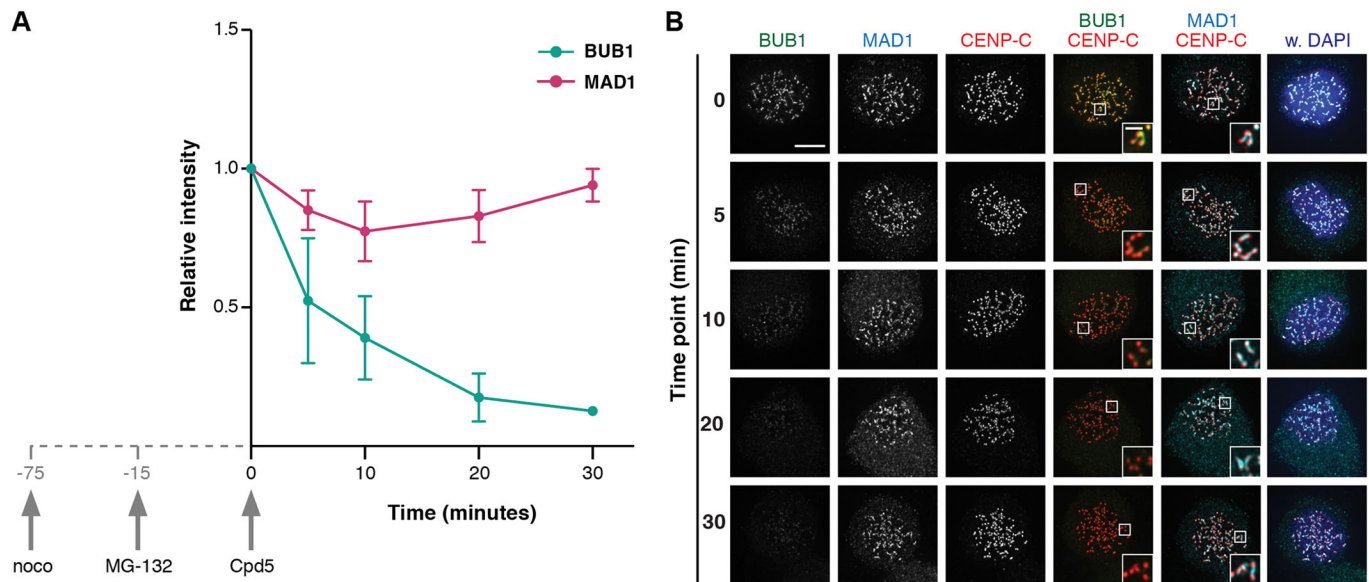 A
1.5
BUB1
MAD1
1.0
Relative intensity
0.5
-75
-15
0
10
20
30
Time (minutes)
noco
MG-132
Cpd5
B
BUB1
MAD1
CENP-C
BUB1
CENP-C
MAD1
CENP-C
w. DAPI
Time point (min)
0
5
10
20
30